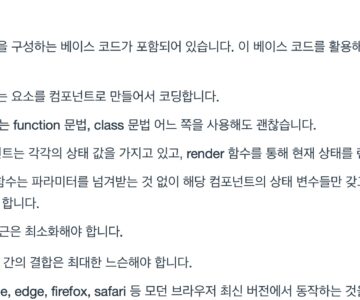 을 구성하는 베이스 코드가 포함되어 있습니다. 이 베이스 코드를 활용해
는 요소를 컴포넌트로 만들어서 코딩합니다.
는 function 문법, class 문법 어느 쪽을 사용해도 괜찮습니다.
넌트는 각각의 상태 값을 가지고 있고, render 함수를 통해 현재 상태를
함수는 파라미터를 넘겨받는 것 없이 해당 컴포넌트의 상태 변수들만 갖고
합니다.
근은 최소화해야 합니다.
간의 결합은 최대한 느슨해야 합니다.
e, edge, firefox, safari 등 모던 브라우저 최신 버전에서 동작하는 것을